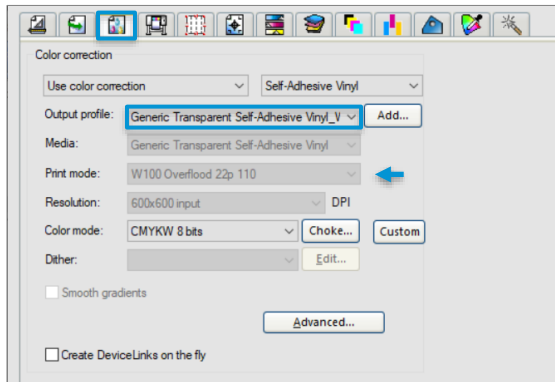 Color correction
Use color correction Self-Adhesive Vinyl
Output profile: Generic Transparent Self-Adhesive Vinyl_V Add...
Media: Generic Transparent Self-Adhesive Vinyl
Print mode: W100 Overflood 22p 110
Resolution: 600x600 input DPI
Color mode: CMYKW 8 bits Choke... Custom
Dither: Edit...
Smooth gradients
Advanced...
Create DeviceLinks on the fly